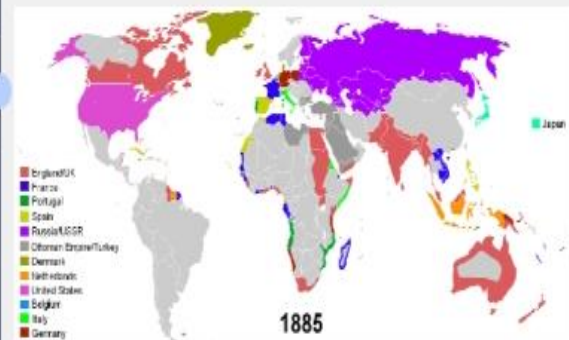 England/UK
France
Portugal
Spain
Russia/USSR
Ottoman Empire/Turkey
Denmark
Netherlands
United States
Belgium
Italy
Germany
Japan
1885